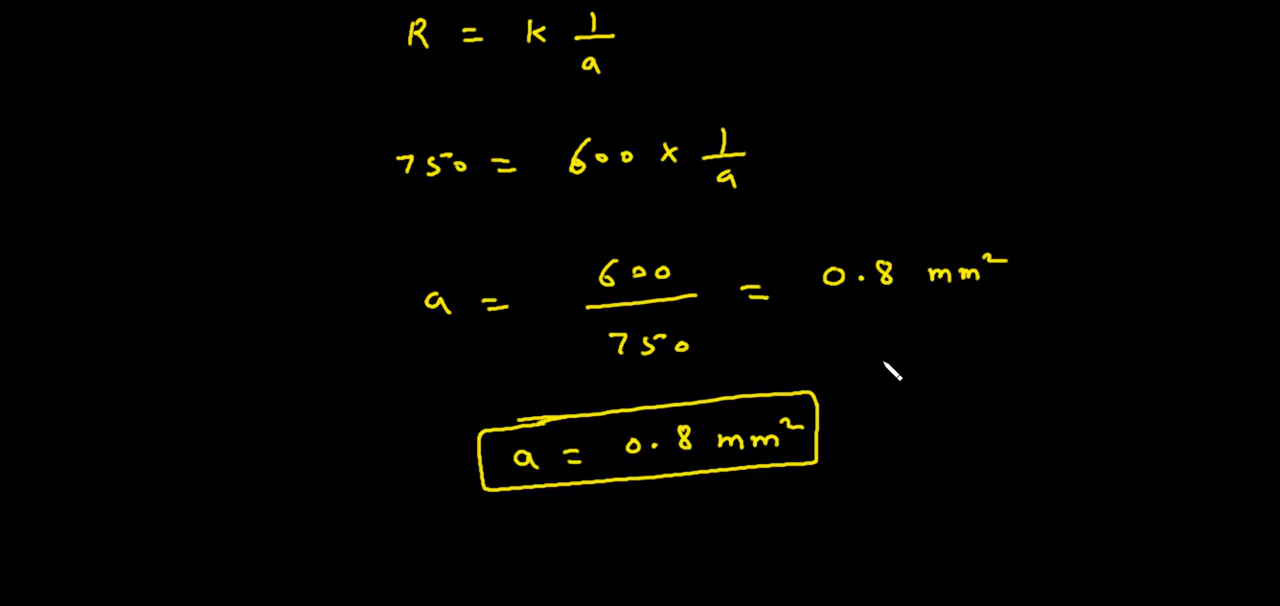 R = k 1/a
750 = 600 × 1/a
a = 600/750 = 0.8 mm²
a = 0.8 mm²